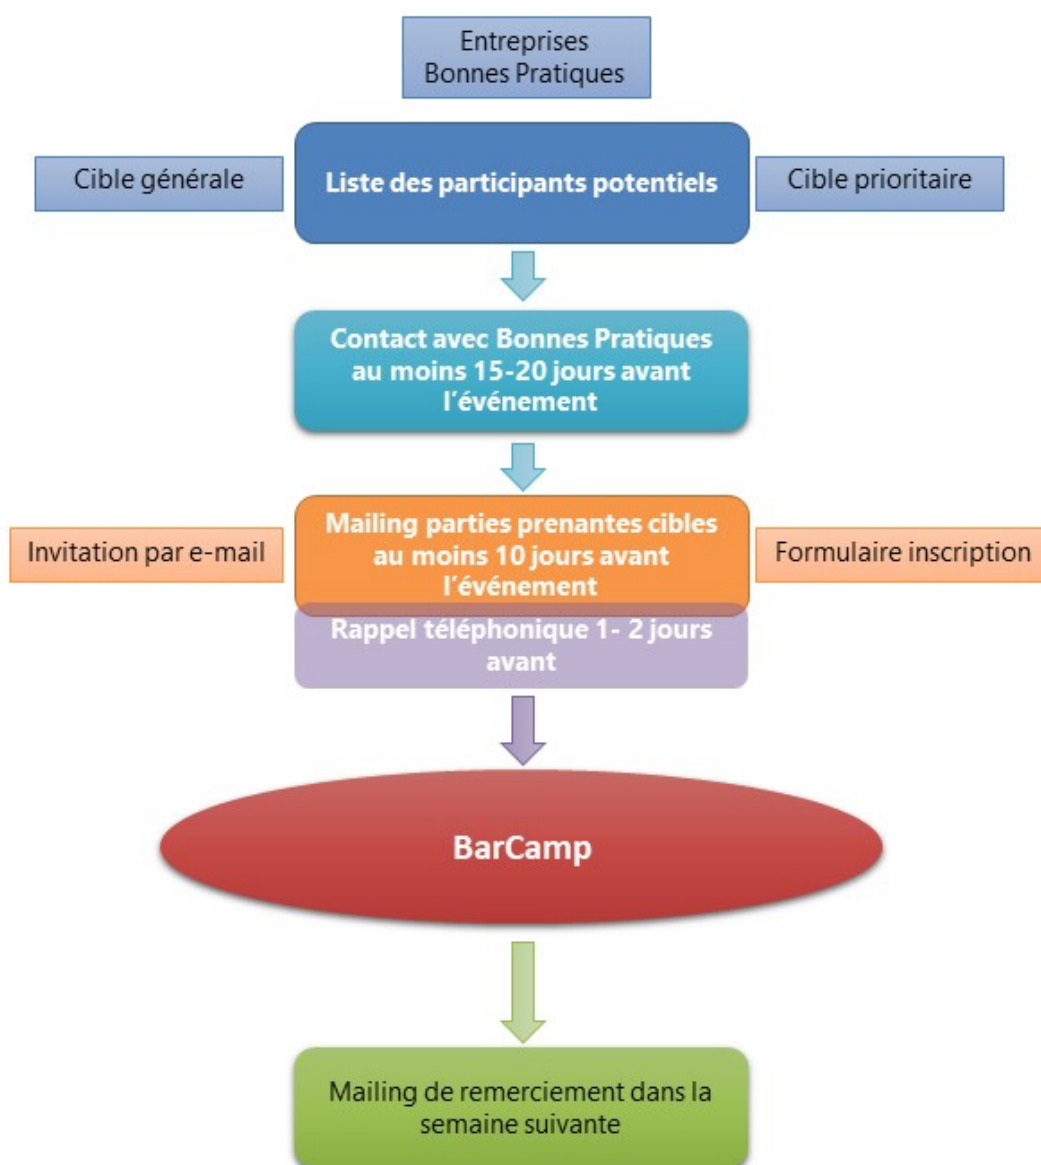 Entreprises
Bonnes Pratiques
Cible générale
Liste des participants potentiels
Cible prioritaire
Contact avec Bonnes Pratiques
au moins 15-20 jours avant
l’événement
Invitation par e-mail
Mailing parties prenantes cibles
au moins 10 jours avant
l’événement
Formulaire inscription
Rappel téléphonique 1- 2 jours
avant
BarCamp
Mailing de remerciement dans la
semaine suivante